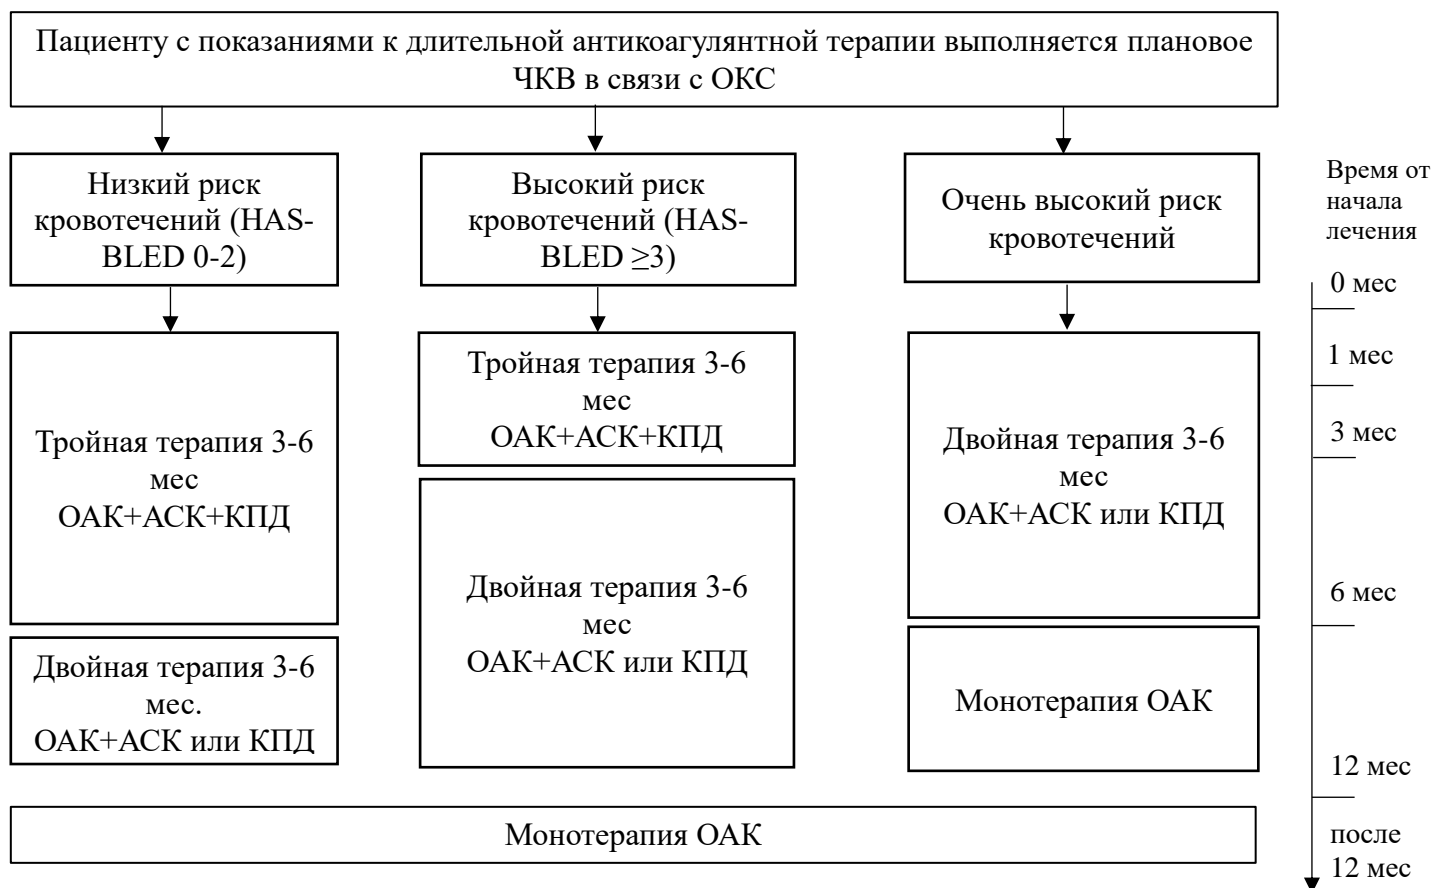 Пациенту с показаниями к длительной антикоагулянтной терапии выполняется плановое
ЧКВ в связи с ОКС
Низкий риск
кровотечений (HAS-
BLED 0-2)
Высокий риск
кровотечений (HAS-
BLED ≥3)
Очень высокий риск
кровотечений
Время от
начала
лечения
0 мес
Тройная терапия 3-6
мес
ОАК+АСК+КПД
Тройная терапия 3-6
мес
ОАК+АСК+КПД
Двойная терапия 3-6
мес
ОАК+АСК или КПД
1 мес
3 мес
Двойная терапия 3-6
мес
ОАК+АСК или КПД
6 мес
Двойная терапия 3-6
мес.
ОАК+АСК или КПД
Монотерапия ОАК
12 мес
Монотерапия ОАК
после
12 мес